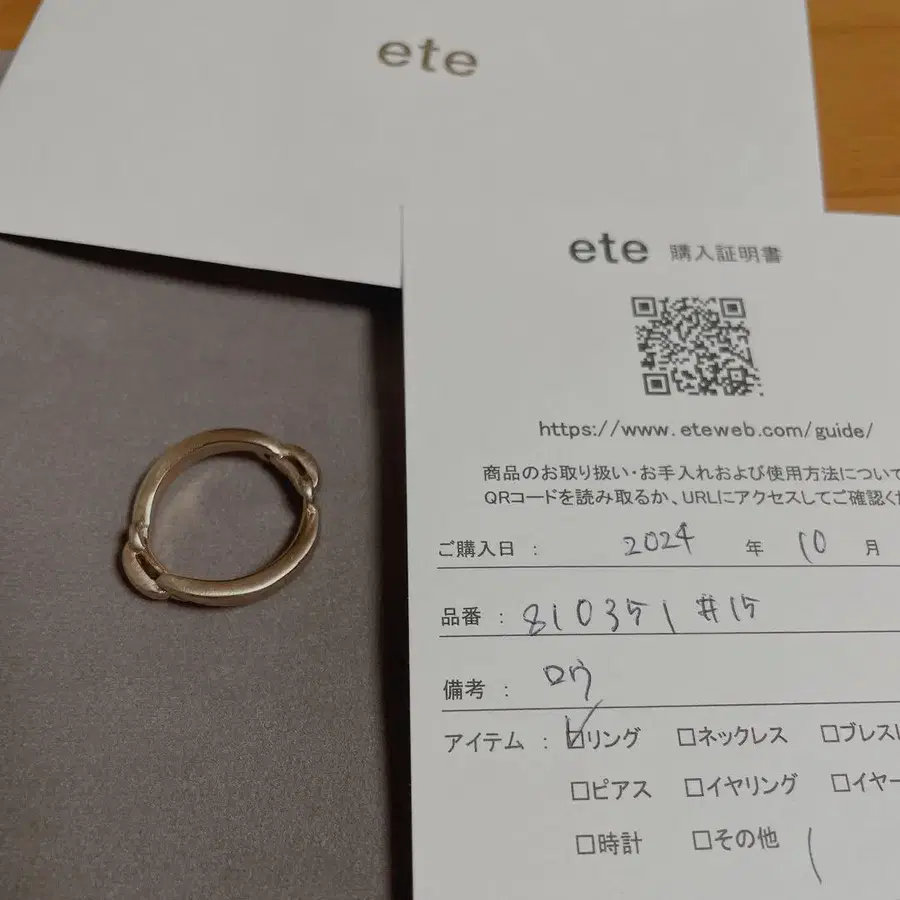 ete
ete 購入証明書
https://www.eteweb.com/guide/
商品のお取り扱い・お手入れおよび使用方法について
QRコードを読み取るか、URLにアクセスしてご確認くだ
ご購入日 : 2024 年 10 月
品番 : 810351 #15
備考 : ロウ
アイテム : ☑リング □ネックレス □ブレスレ
□ピアス □イヤリング □イヤー
□時計 □その他 (